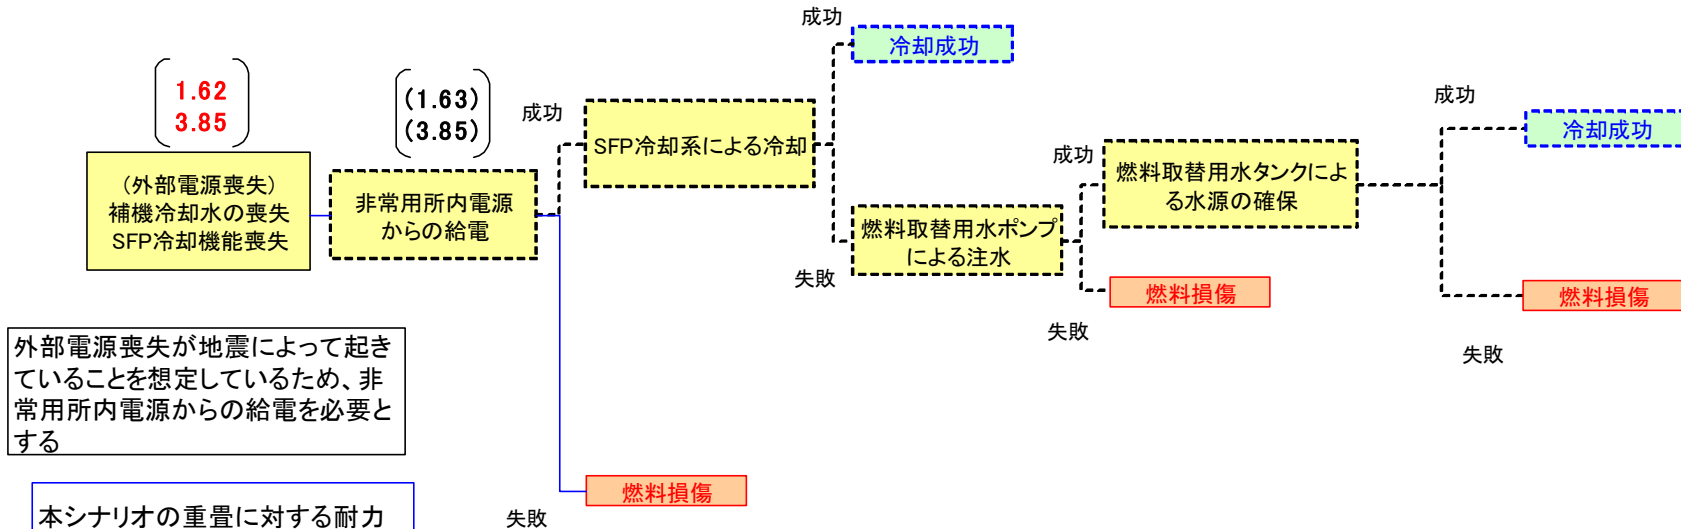 成功
冷却成功
1.62
3.85
(1.63)
(3.85)
成功
SFP冷却系による冷却
成功
冷却成功
(外部電源喪失)
補機冷却水の喪失
SFP冷却機能喪失
非常用所内電源
からの給電
成功
燃料取替用水タンクによ
る水源の確保
燃料取替用水ポンプ
による注水
失敗
燃料損傷
失敗
燃料損傷
失敗
外部電源喪失が地震によって起き
ていることを想定しているため、非
常用所内電源からの給電を必要と
する
燃料損傷
失敗
本シナリオの重畳に対する耐力